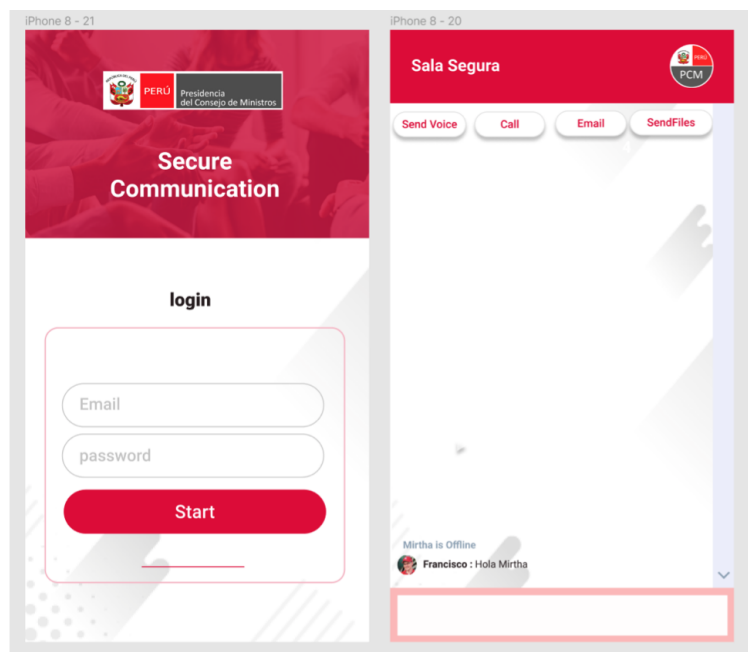 iPhone 8 - 21
PERÚ
Presidencia
del Consejo de Ministros
Secure
Communication
login
Email
password
Start
iPhone 8 - 20
Sala Segura
PERÚ
PCM
Send Voice
Call
Email
SendFiles
Mirtha is Offline
Francisco : Hola Mirtha